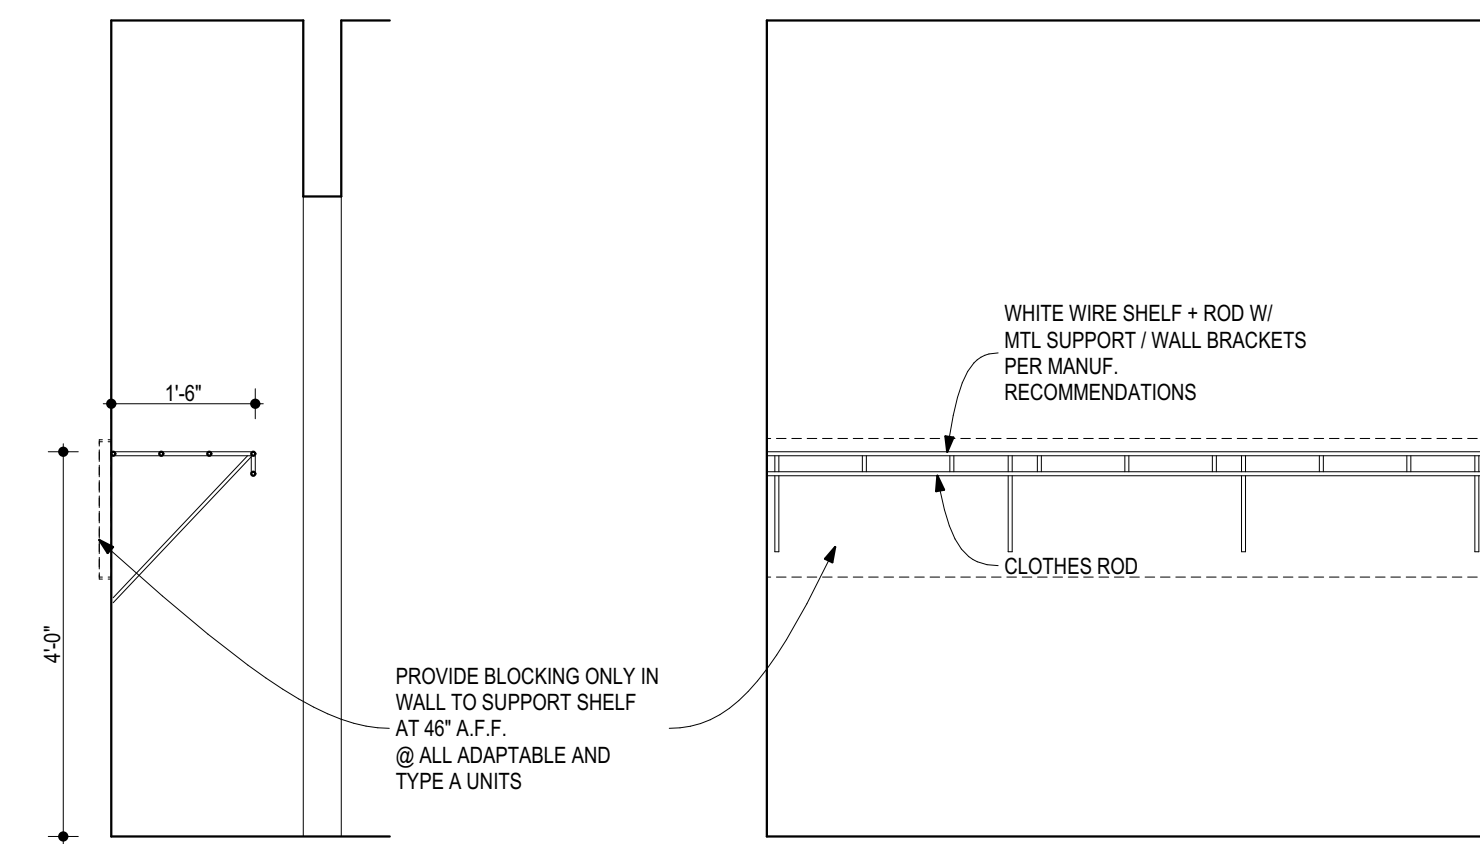 WHITE WIRE SHELF + ROD W/
MTL SUPPORT / WALL BRACKETS
PER MANUF.
RECOMMENDATIONS
1'-6"
CLOTHES ROD
4'-0"
PROVIDE BLOCKING ONLY IN
WALL TO SUPPORT SHELF
AT 46" A.F.F.
@ ALL ADAPTABLE AND
TYPE A UNITS